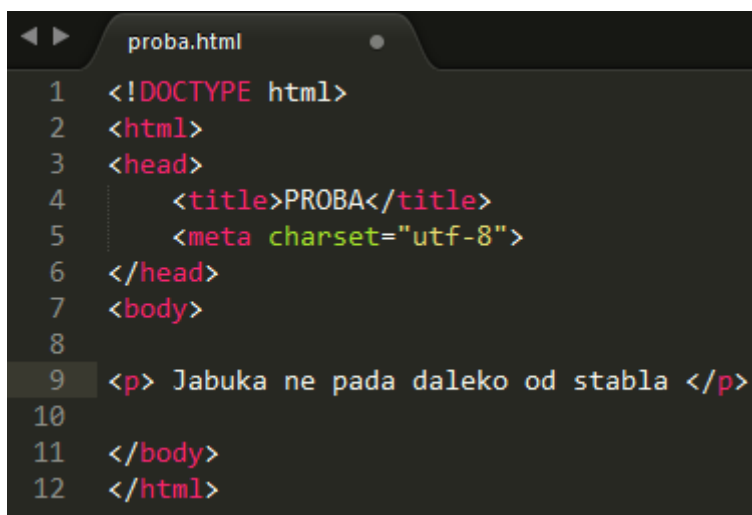 proba.html
1 <!DOCTYPE html>
2 <html>
3 <head>
4 <title>PROBA</title>
5 <meta charset="utf-8">
6 </head>
7 <body>
8
9 <p> Jabuka ne pada daleko od stabla </p>
10
11 </body>
12 </html>